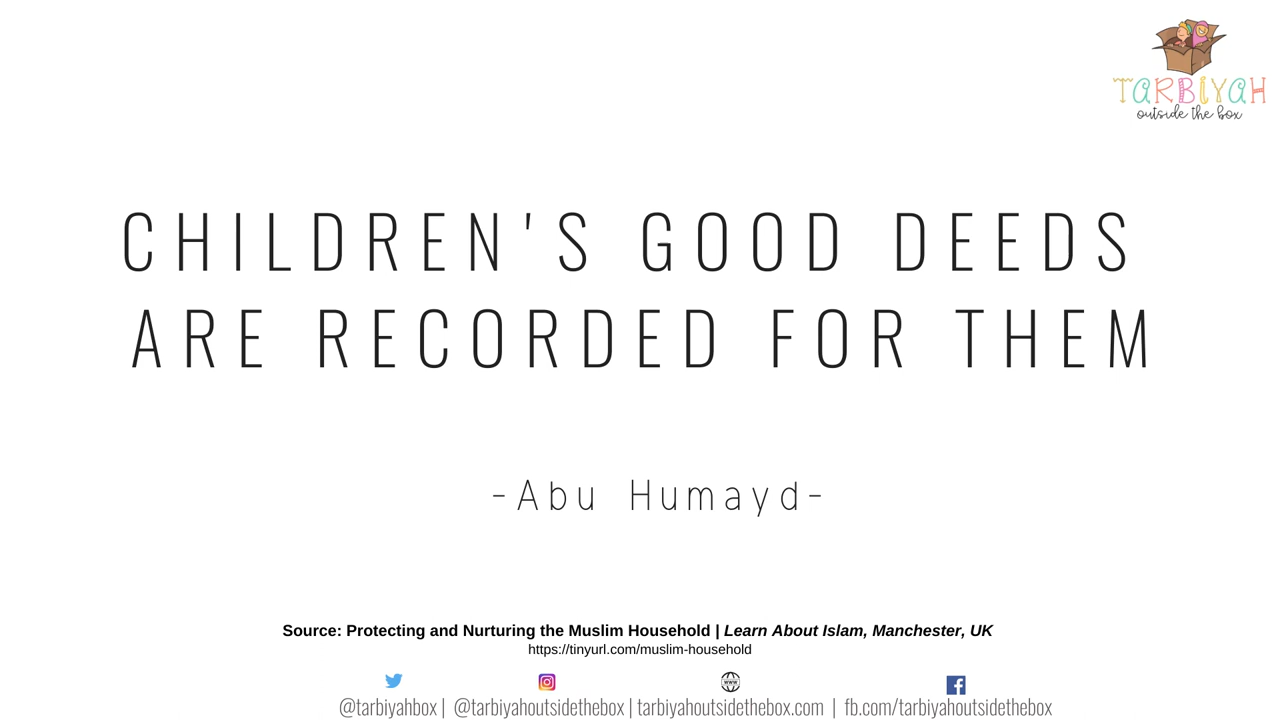 TARBIYAH
outside the box
CHILDREN'S GOOD DEEDS
ARE RECORDED FOR THEM
-Abu Humayd-
Source: Protecting and Nurturing the Muslim Household | Learn About Islam, Manchester, UK
https://tinyurl.com/muslim-household
WWW
@tarbiyahbox | @tarbiyahoutsidethebox | tarbiyahoutsidethebox.com | fb.com/tarbiyahoutsidethebox